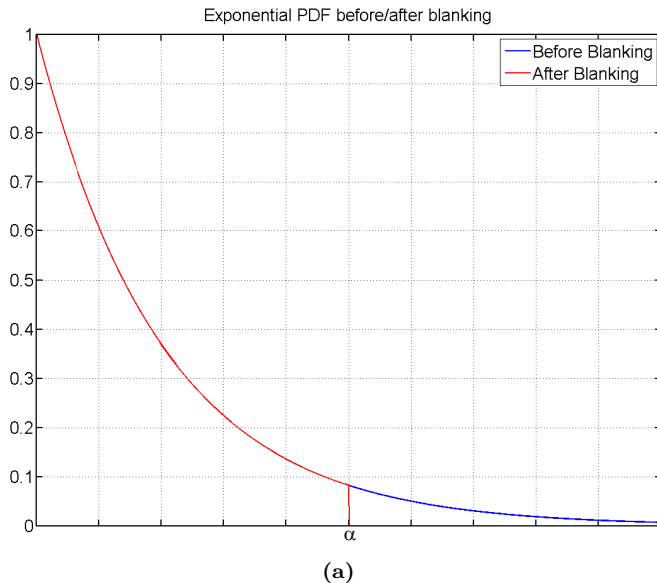 Exponential PDF before/after blanking
1
0.9
0.8
0.7
0.6
0.5
0.4
0.3
0.2
0.1
0
Before Blanking
After Blanking
α
(a)